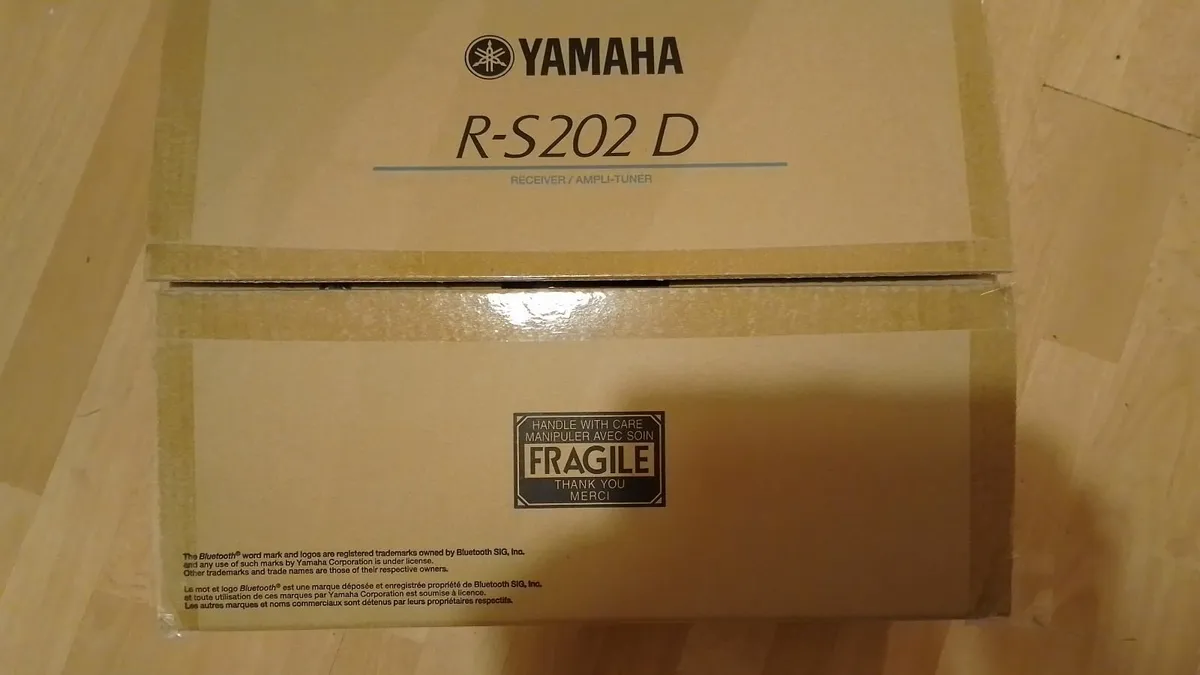 YAMAHA
R-S202 D
RECEIVER / AMPLI-TUNER
HANDLE WITH CARE
MANIPULER AVEC SOIN
FRAGILE
THANK YOU
MERCI
The Bluetooth® word mark and logos are registered trademarks owned by Bluetooth SIG, Inc.
and any use of such marks by Yamaha Corporation is under license.
Other trademarks and trade names are those of their respective owners.
Le mot et logo Bluetooth® est une marque déposée et enregistrée propriété de Bluetooth SIG, Inc.
et toute utilisation de ces marques par Yamaha Corporation est soumise à licence.
Les autres marques et noms commerciaux sont détenus par leurs propriétaires respectifs.